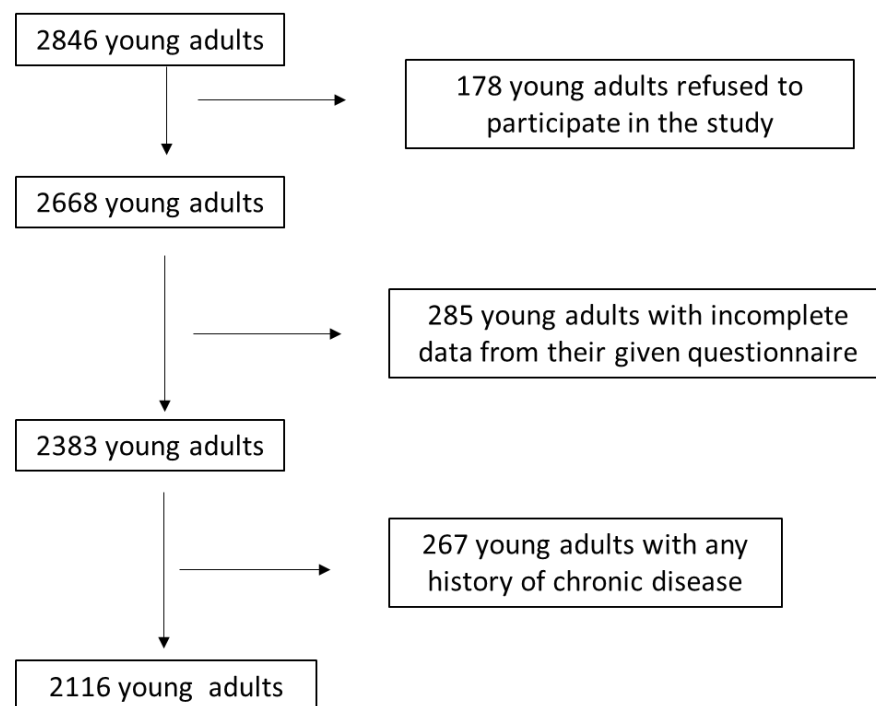 2846 young adults
178 young adults refused to
participate in the study
2668 young adults
285 young adults with incomplete
data from their given questionnaire
2383 young adults
267 young adults with any
history of chronic disease
2116 young adults